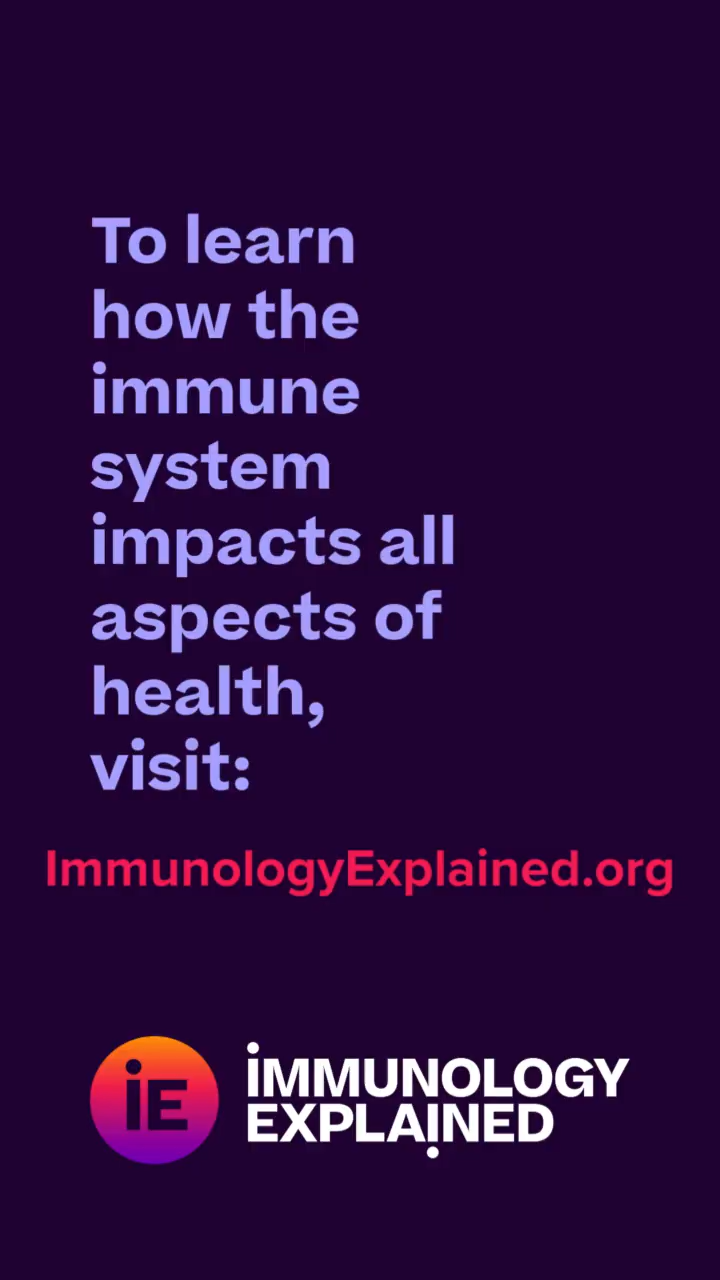 To learn
how the
immune
system
impacts all
aspects of
health,
visit:
ImmunologyExplained.org
iE
iMMUNOLOGY
EXPLAINED